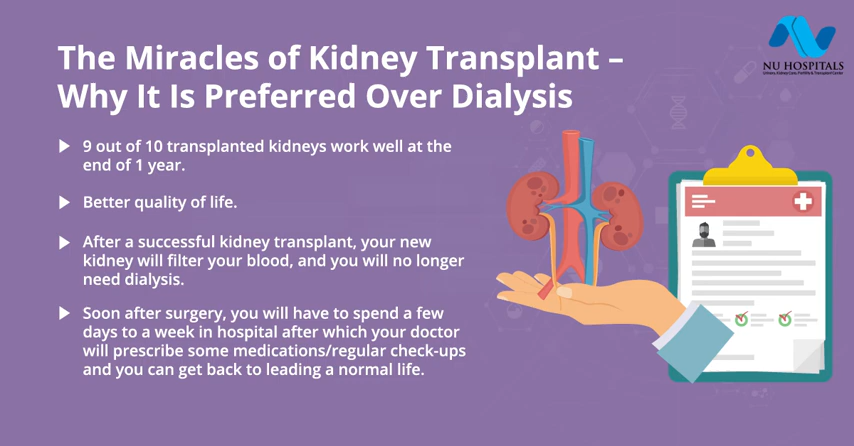 The Miracles of Kidney Transplant –
Why It Is Preferred Over Dialysis
NU HOSPITALS
9 out of 10 transplanted kidneys work well at the
end of 1 year.
Better quality of life.
After a successful kidney transplant, your new
kidney will filter your blood, and you will no longer
need dialysis.
Soon after surgery, you will have to spend a few
days to a week in hospital after which your doctor
will prescribe some medications/regular check-ups
and you can get back to leading a normal life.